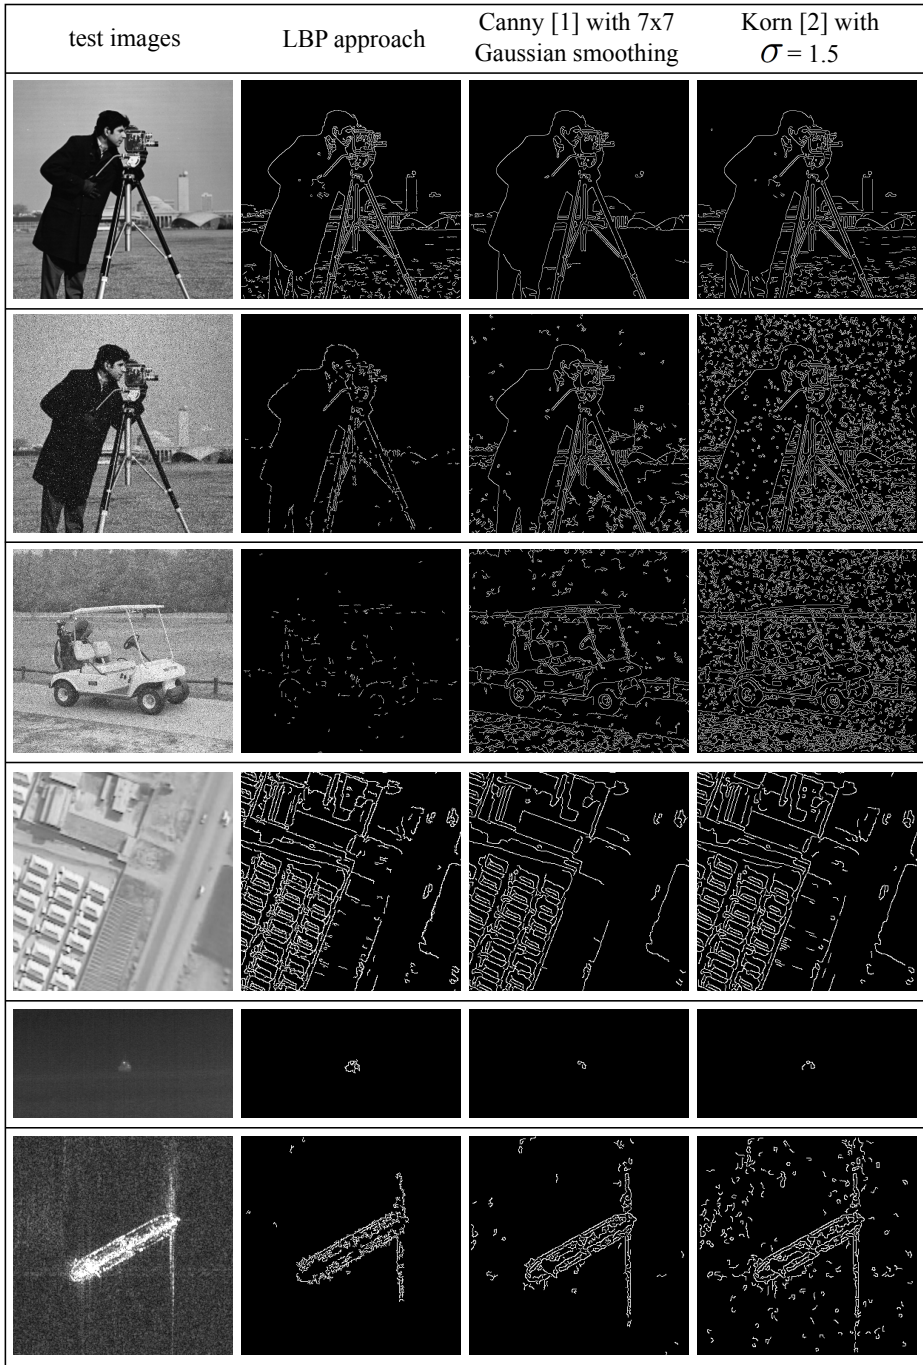 test images
LBP approach
Canny [1] with 7x7
Gaussian smoothing
Korn [2] with
σ = 1.5